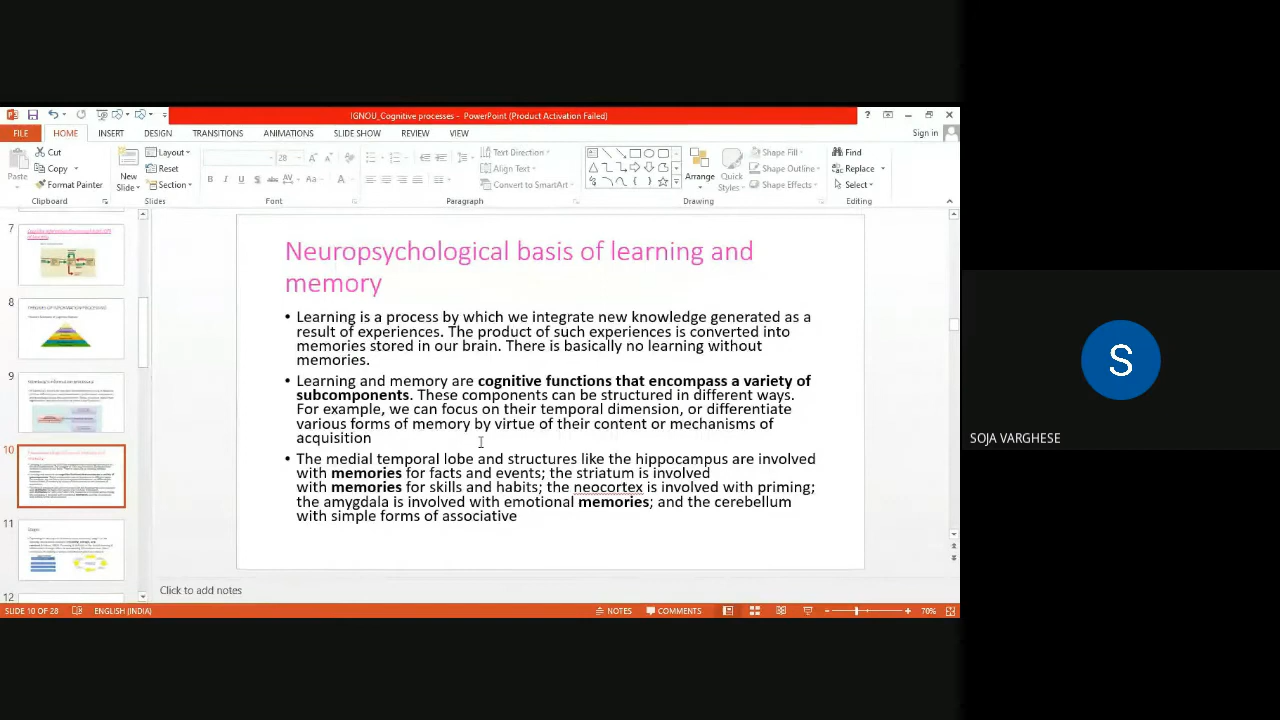 IGNOU_Cognitive processes - PowerPoint (Product Activation Failed)
FILE HOME INSERT DESIGN TRANSITIONS ANIMATIONS SLIDE SHOW REVIEW VIEW Sign in
Paste
Cut
Copy
Format Painter
Clipboard
New Slide
Layout
Reset
Section
Slides
28
Font
Text Direction
Align Text
Convert to SmartArt
Paragraph
Arrange
Quick Styles
Shape Fill
Shape Outline
Shape Effects
Drawing
Find
Replace
Select
Editing
7
8
9
10
11
12
Neuropsychological basis of learning and
memory
• Learning is a process by which we integrate new knowledge generated as a
result of experiences. The product of such experiences is converted into
memories stored in our brain. There is basically no learning without
memories.
• Learning and memory are cognitive functions that encompass a variety of
subcomponents. These components can be structured in different ways.
For example, we can focus on their temporal dimension, or differentiate
various forms of memory by virtue of their content or mechanisms of
acquisition
• The medial temporal lobe and structures like the hippocampus are involved
with memories for facts and events; the striatum is involved
with memories for skills and habits; the neocortex is involved with priming;
the amygdala is involved with emotional memories; and the cerebellum
with simple forms of associative
Click to add notes
SLIDE 10 OF 28 ENGLISH (INDIA) NOTES COMMENTS 70%
S
SOJA VARGHESE